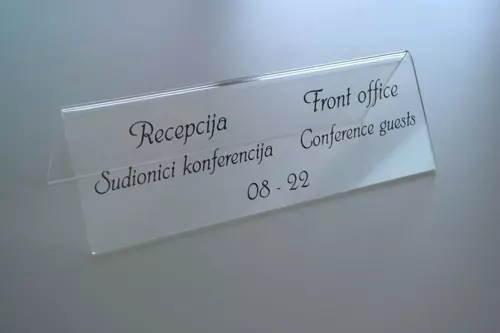 Recepcija
Sudionici konferencija
Front office
Conference guests
08 - 22